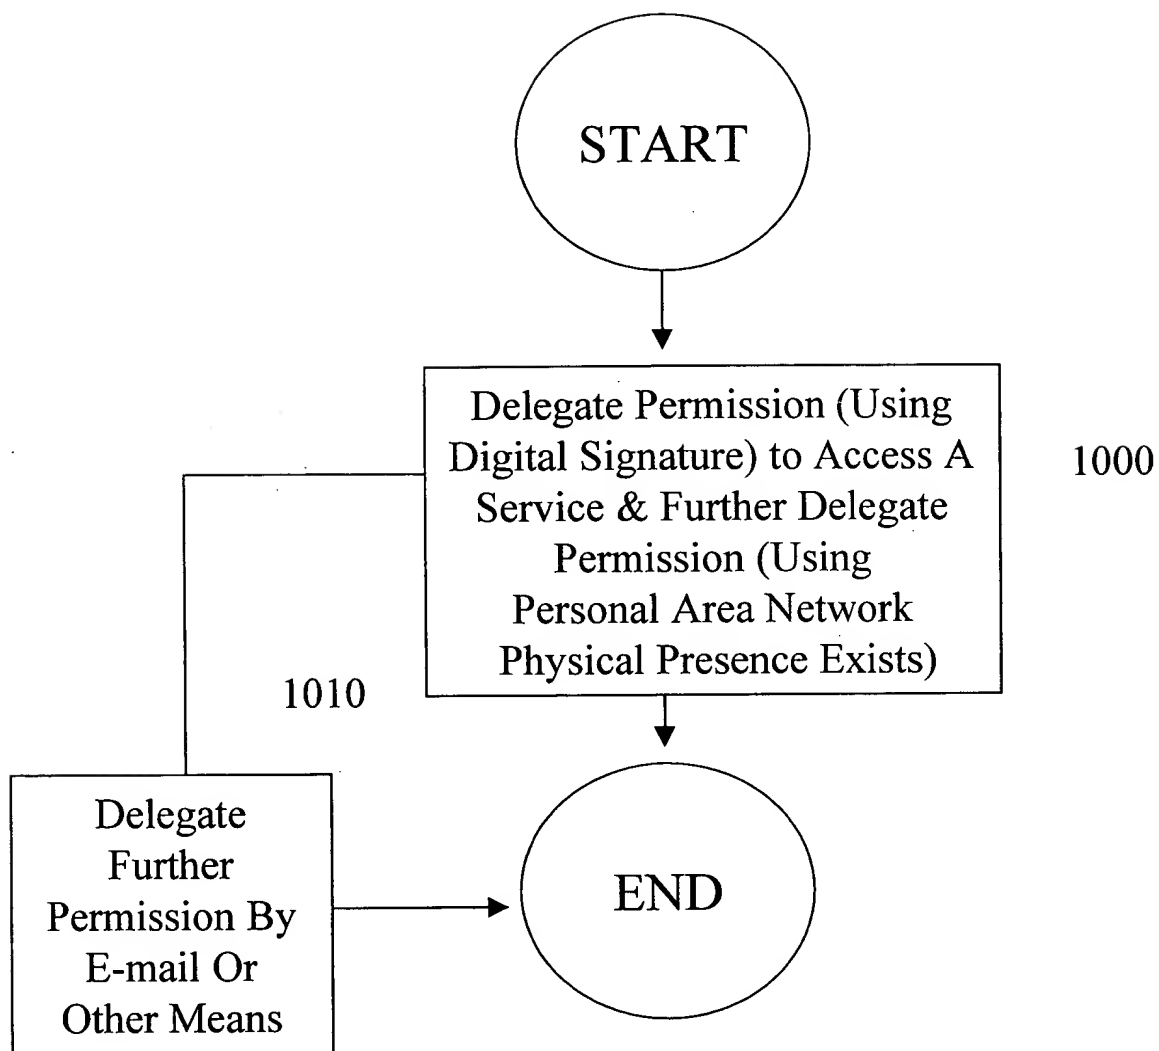 START
Delegate Permission (Using
Digital Signature) to Access A
Service & Further Delegate
Permission (Using
Personal Area Network
Physical Presence Exists)
1000
1010
Delegate
Further
Permission By
E-mail Or
Other Means
END